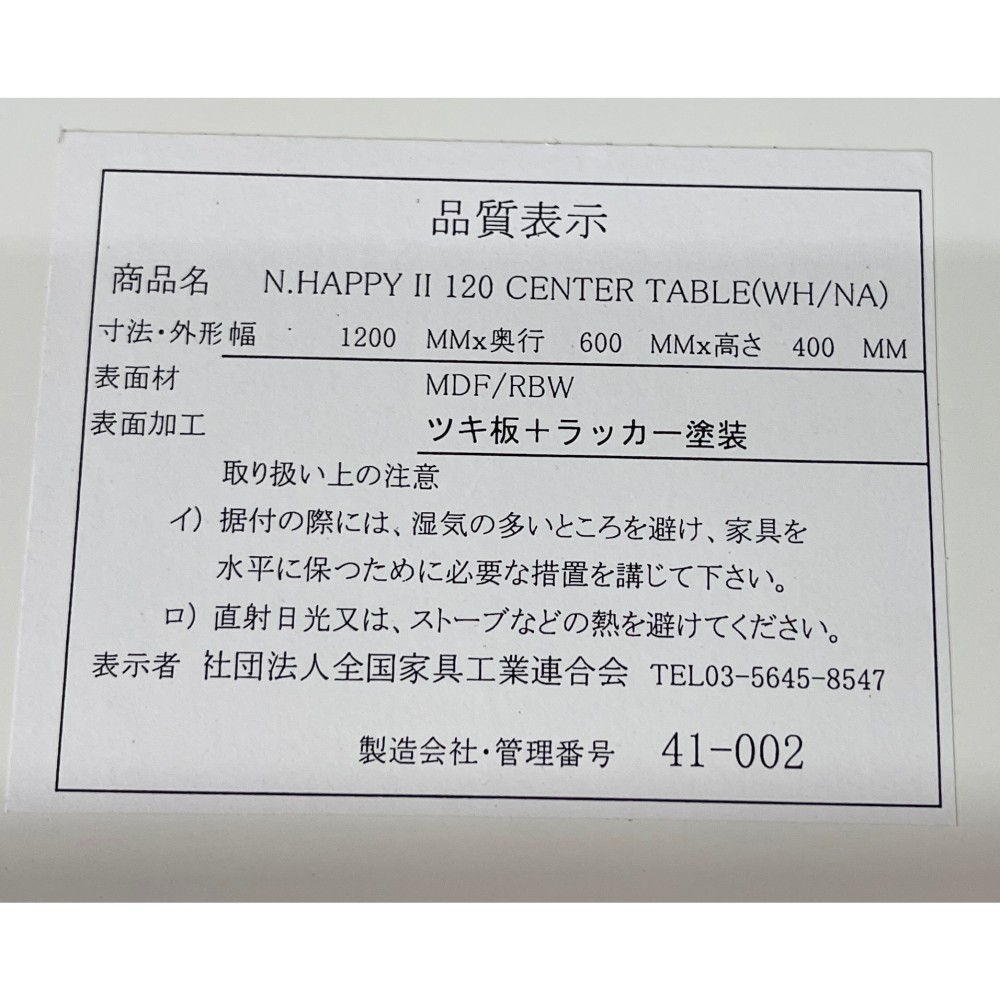 品質表示
商品名 N.HAPPY II 120 CENTER TABLE(WH/NA)
寸法・外形幅 1200 MMx奥行 600 MMx高さ 400 MM
表面材 MDF/RBW
表面加工 ツキ板＋ラッカー塗装
取り扱い上の注意
イ) 据付の際には、湿気の多いところを避け、家具を
水平に保つために必要な措置を講じて下さい。
ロ) 直射日光又は、ストーブなどの熱を避けてください。
表示者 社団法人全国家具工業連合会 TEL03-5645-8547
製造会社・管理番号 41-002